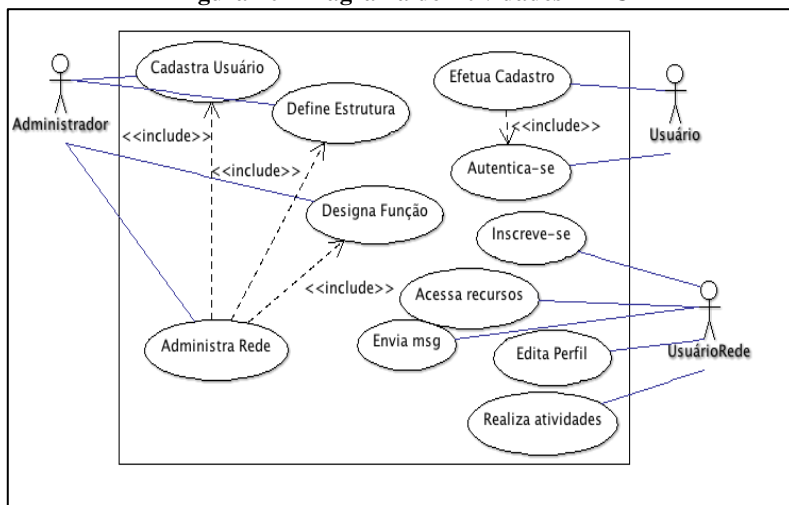 Cadastra Usuário
Efetua Cadastro
Define Estrutura
Administrador
<<include>>
<<include>>
Usuário
<<include>>
Autentica-se
Designa Função
Inscreve-se
<<include>>
Acessa recursos
Administra Rede
Envia msg
Edita Perfil
UsuárioRede
Realiza atividades